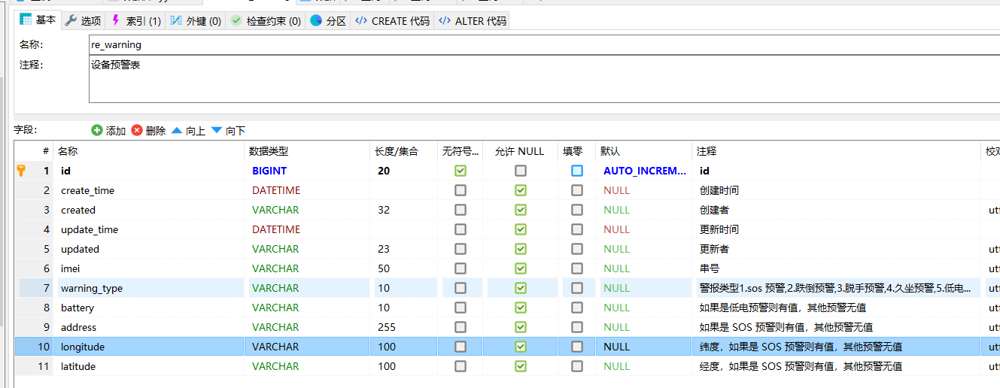 基本 选项 索引 (1) 外键 (0) 检查约束 (0) 分区 CREATE 代码 ALTER 代码
名称: re_warning
注释: 设备预警表
字段: 添加 删除 向上 向下
# 名称 数据类型 长度/集合 无符号... 允许 NULL 填零 默认 注释
1 id BIGINT 20 AUTO_INCREM... id
2 create_time DATETIME NULL 创建时间
3 created VARCHAR 32 NULL 创建者
4 update_time DATETIME NULL 更新时间
5 updated VARCHAR 23 NULL 更新者
6 imei VARCHAR 50 NULL 串号
7 warning_type VARCHAR 10 NULL 警报类型1.sos 预警,2.跌倒预警,3.脱手预警,4.久坐预警,5.低电...
8 battery VARCHAR 10 NULL 如果是低电预警则有值，其他预警无值
9 address VARCHAR 255 NULL 如果是 SOS 预警则有值，其他预警无值
10 longitude VARCHAR 100 NULL 纬度，如果是 SOS 预警则有值，其他预警无值
11 latitude VARCHAR 100 NULL 经度，如果是 SOS 预警则有值，其他预警无值